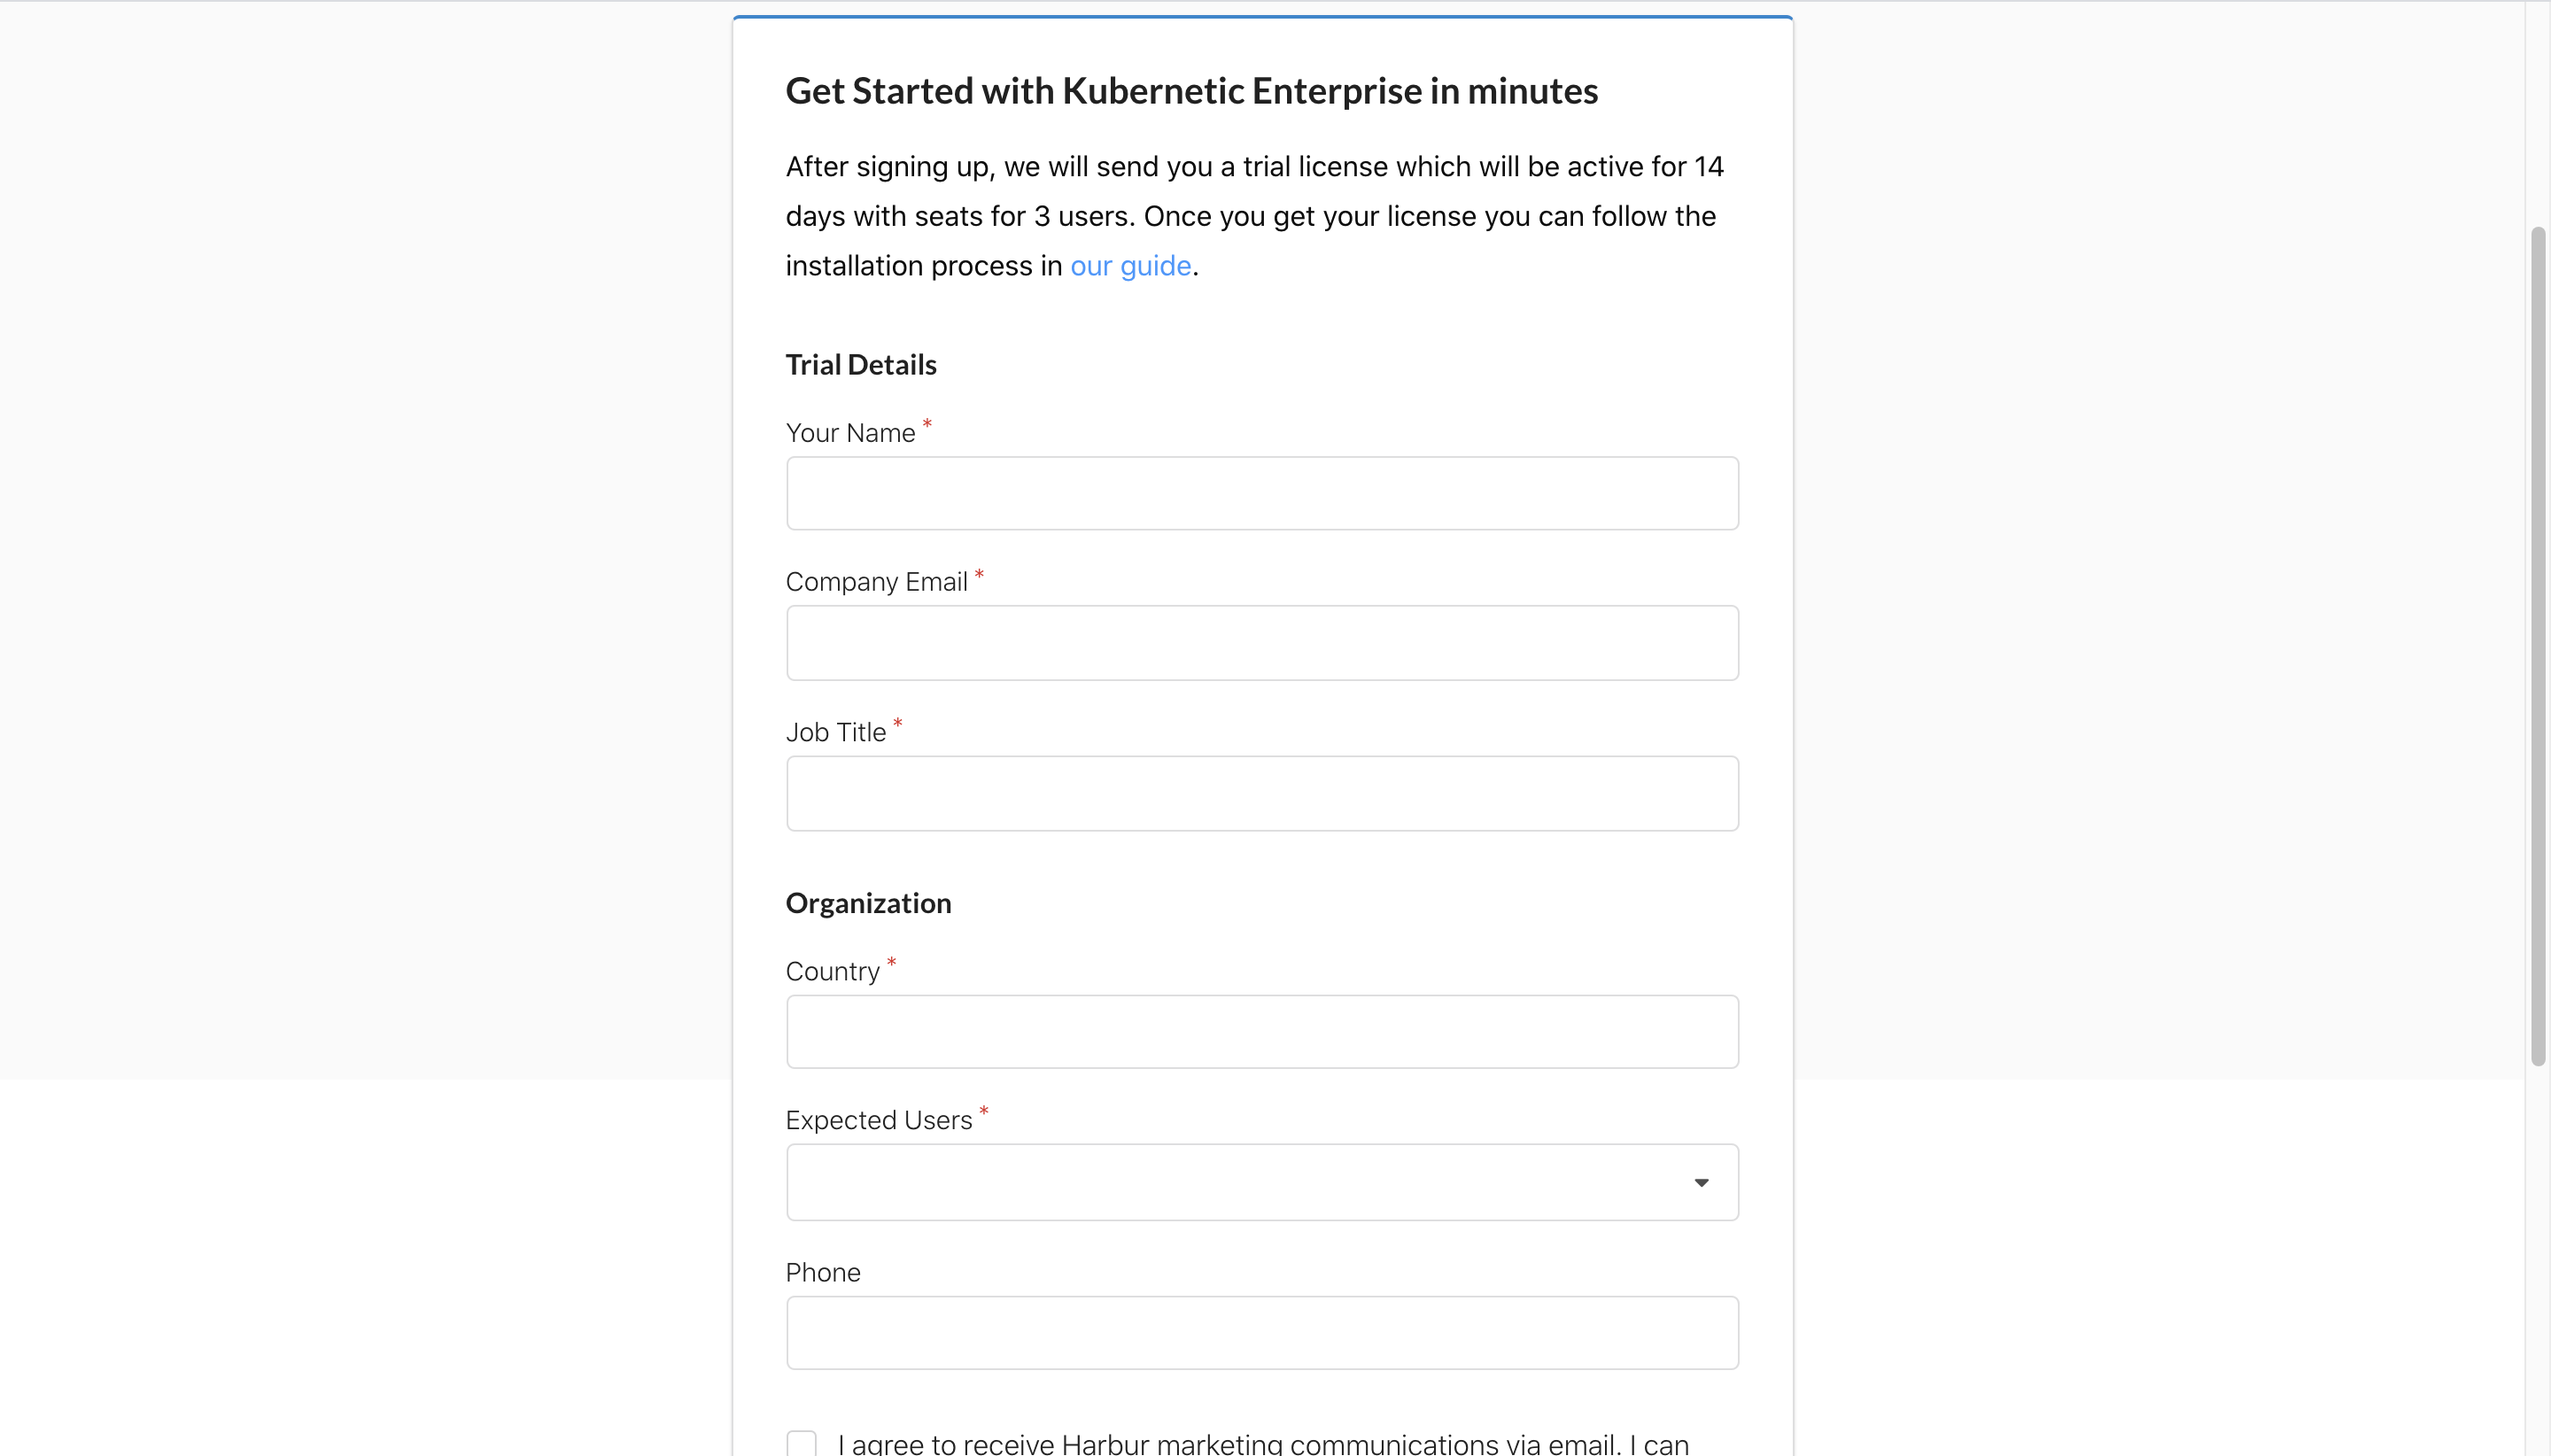 Get Started with Kubernetic Enterprise in minutes
After signing up, we will send you a trial license which will be active for 14
days with seats for 3 users. Once you get your license you can follow the
installation process in our guide.
Trial Details
Your Name *
Company Email *
Job Title *
Organization
Country *
Expected Users *
Phone
I agree to receive Harbur marketing communications via email. I can